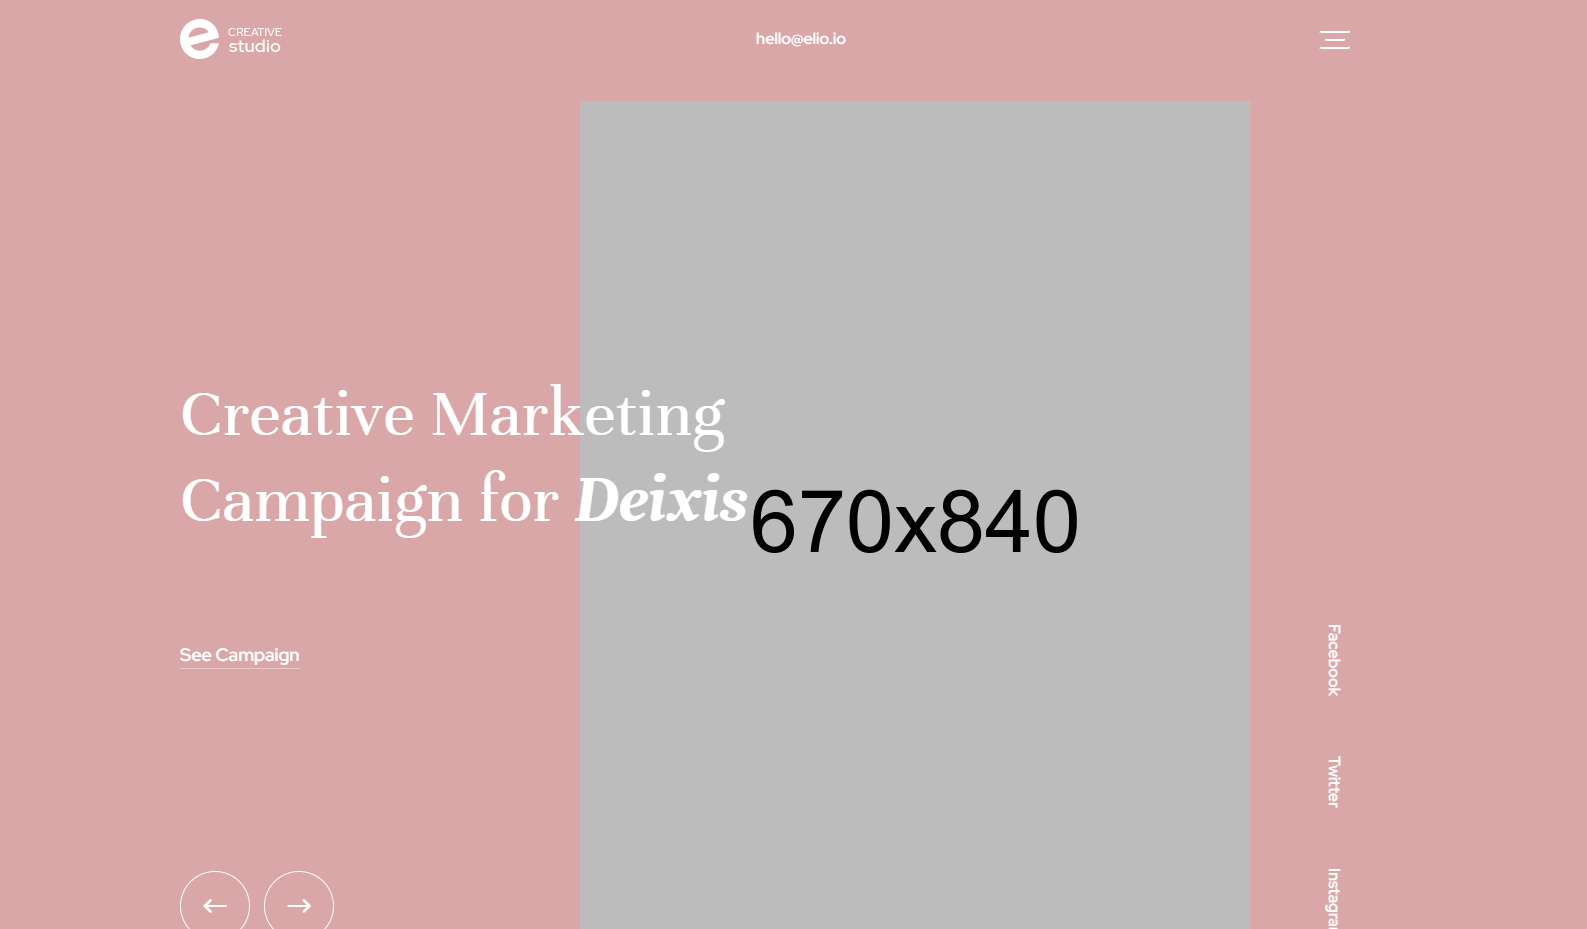 CREATIVE
studio
hello@elio.io
Creative Marketing
Campaign for Deixis
670x840
See Campaign
Facebook
Twitter